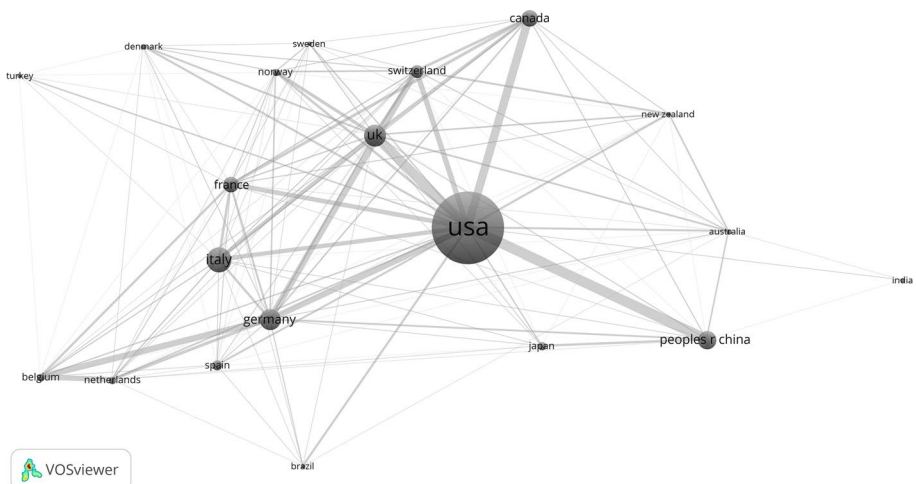 canada
sweden
denmark
norway
switzerland
turkey
new zealand
uk
france
usa
australia
italy
india
germany
peoples r china
japan
spain
belgium
netherlands
brazil
VOSviewer